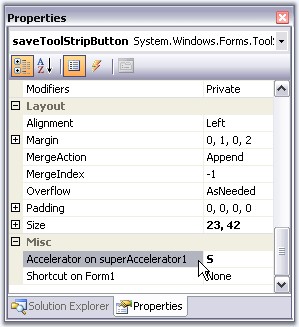 Properties
saveToolStripButton System.Windows.Forms.Tool
A Z
Modifiers Private
Layout
Alignment Left
Margin 0, 1, 0, 2
MergeAction Append
MergeIndex -1
Overflow AsNeeded
Padding 0, 0, 0, 0
Size 23, 42
Misc
Accelerator on superAccelerator1 S
Shortcut on Form1 None
Solution Explorer Properties